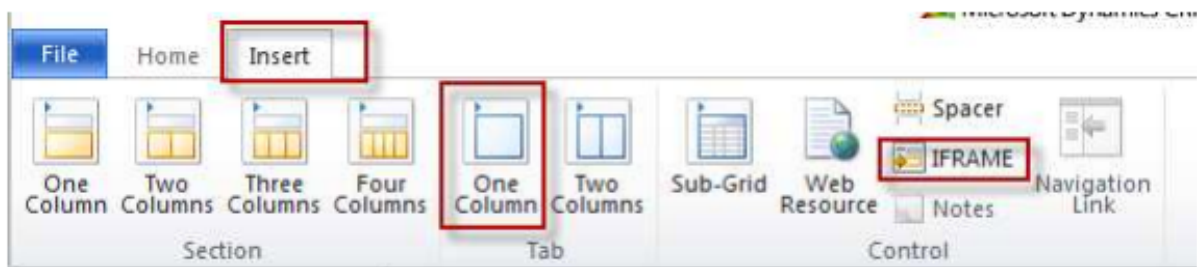 Microsoft Dynamics CRM
File Home Insert
Spacer
IFRAME
One Two Three Four One Two Sub-Grid Web Navigation
Column Columns Columns Columns Column Columns Resource Notes Link
Section Tab Control